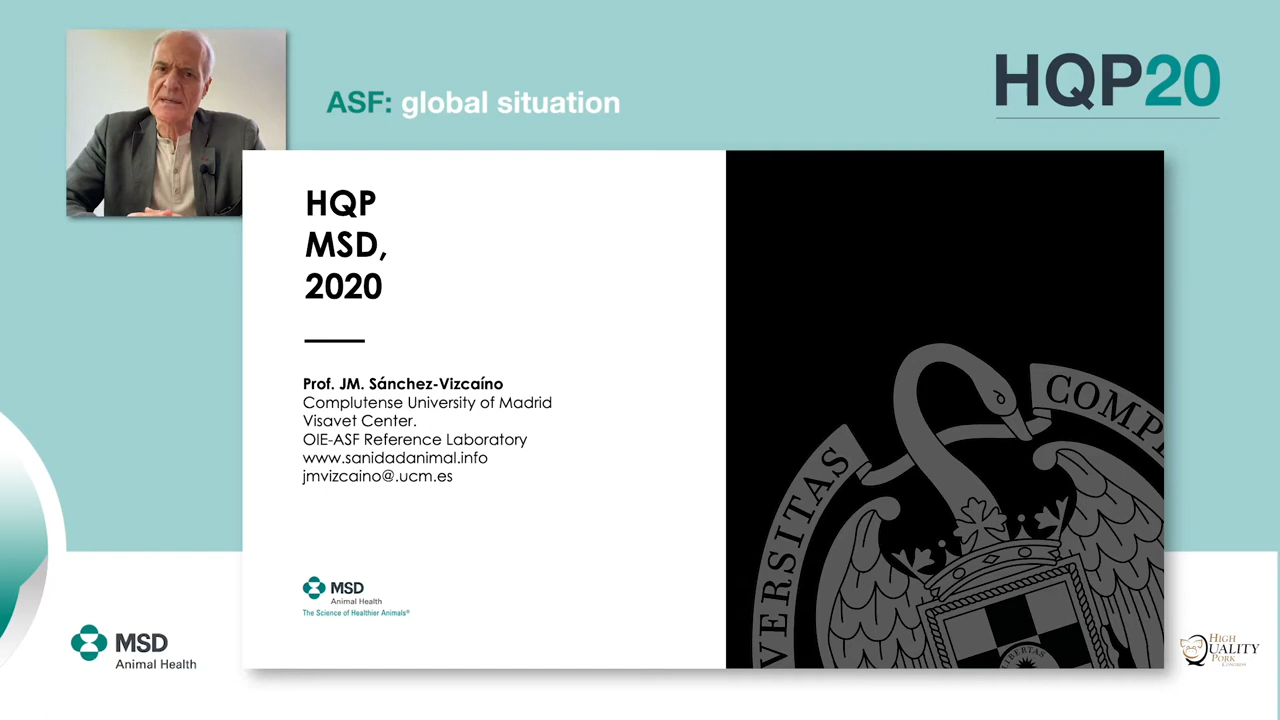 ASF: global situation
HQP20
HQP
MSD,
2020
Prof. JM. Sánchez-Vizcaíno
Complutense University of Madrid
Visavet Center.
OIE-ASF Reference Laboratory
www.sanidadanimal.info
jmvizcaino@.ucm.es
MSD
Animal Health
The Science of Healthier Animals®
VERSITAS
COMP
LIBERTAS
MSD
Animal Health
HIGH
QUALITY
PORK
CONGRESS